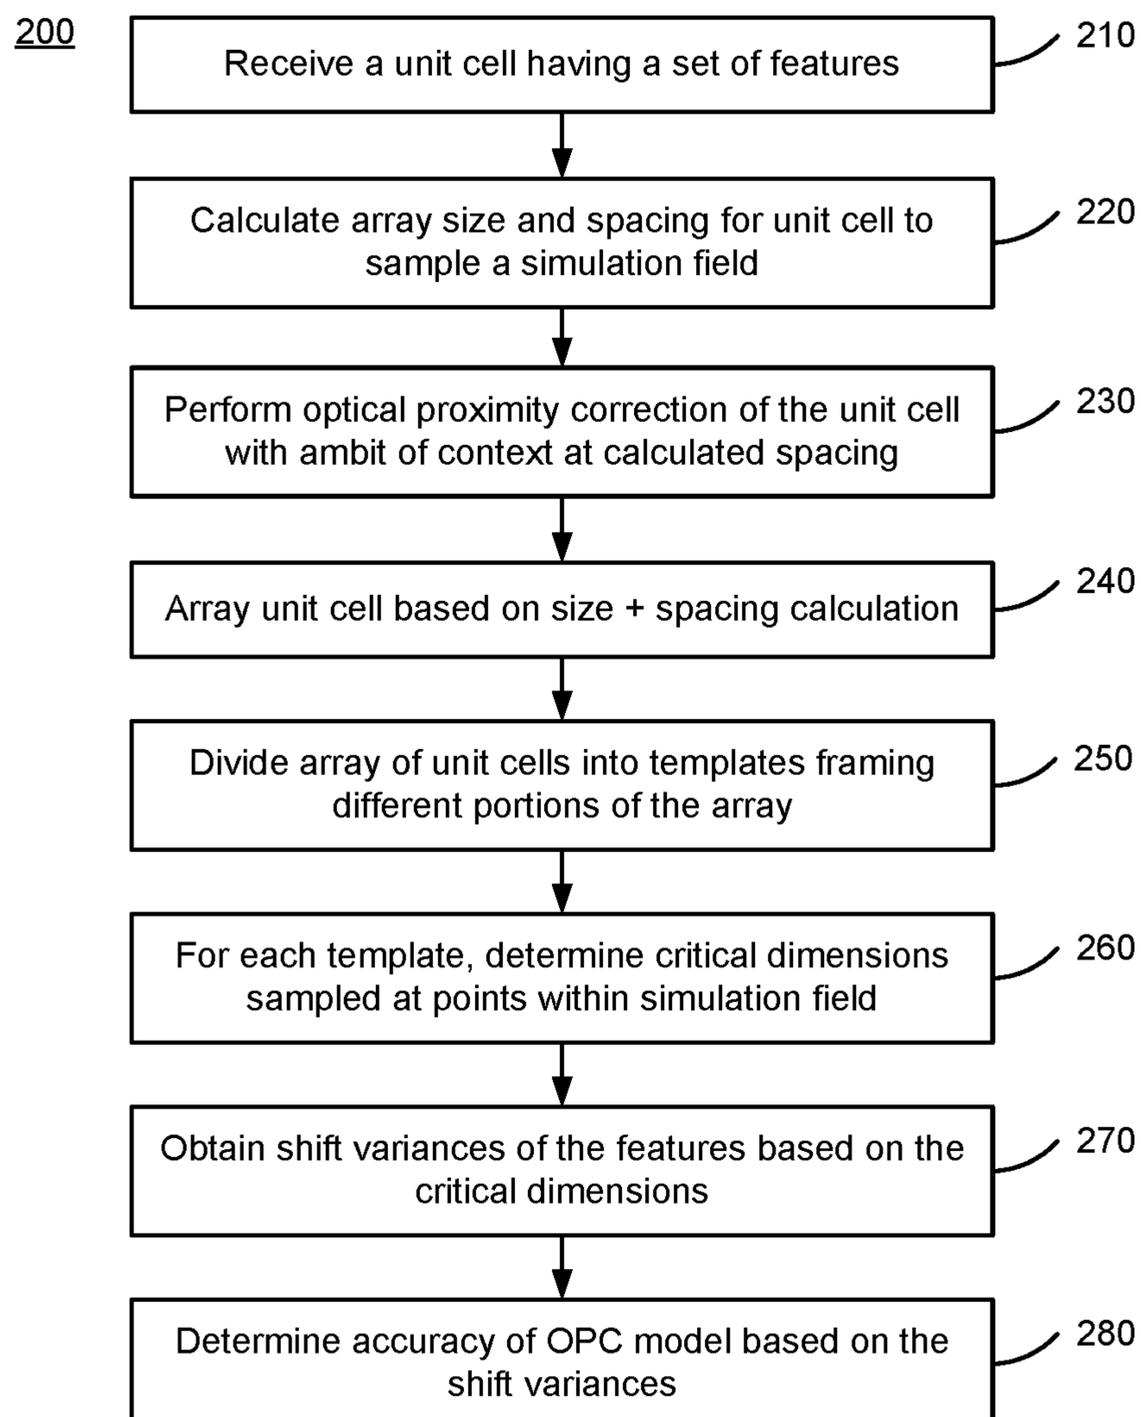 200
Receive a unit cell having a set of features
210
Calculate array size and spacing for unit cell to
sample a simulation field
220
Perform optical proximity correction of the unit cell
with ambit of context at calculated spacing
230
Array unit cell based on size + spacing calculation
240
Divide array of unit cells into templates framing
different portions of the array
250
For each template, determine critical dimensions
sampled at points within simulation field
260
Obtain shift variances of the features based on the
critical dimensions
270
Determine accuracy of OPC model based on the
shift variances
280